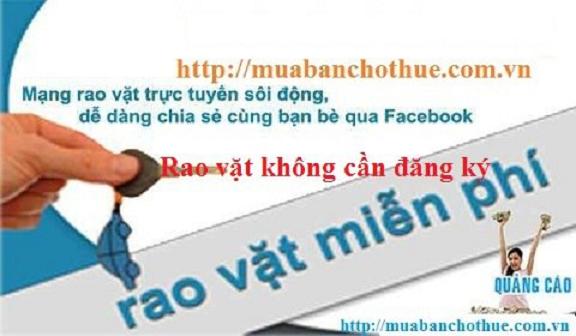 http://muabanchothue.com.vn
Mạng rao vặt trực tuyến sôi động,
dễ dàng chia sẻ cùng bạn bè qua Facebook
Rao vặt không cần đăng ký
rao vặt miễn phí
QUẢNG CÁO
http://muabanchothue.com.vn